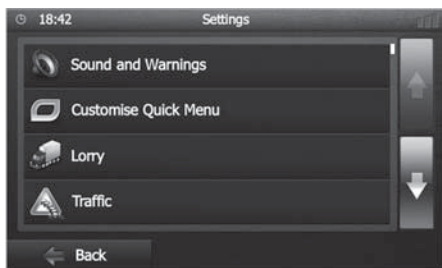 18:42 Settings
Sound and Warnings
Customise Quick Menu
Lorry
Traffic
Back